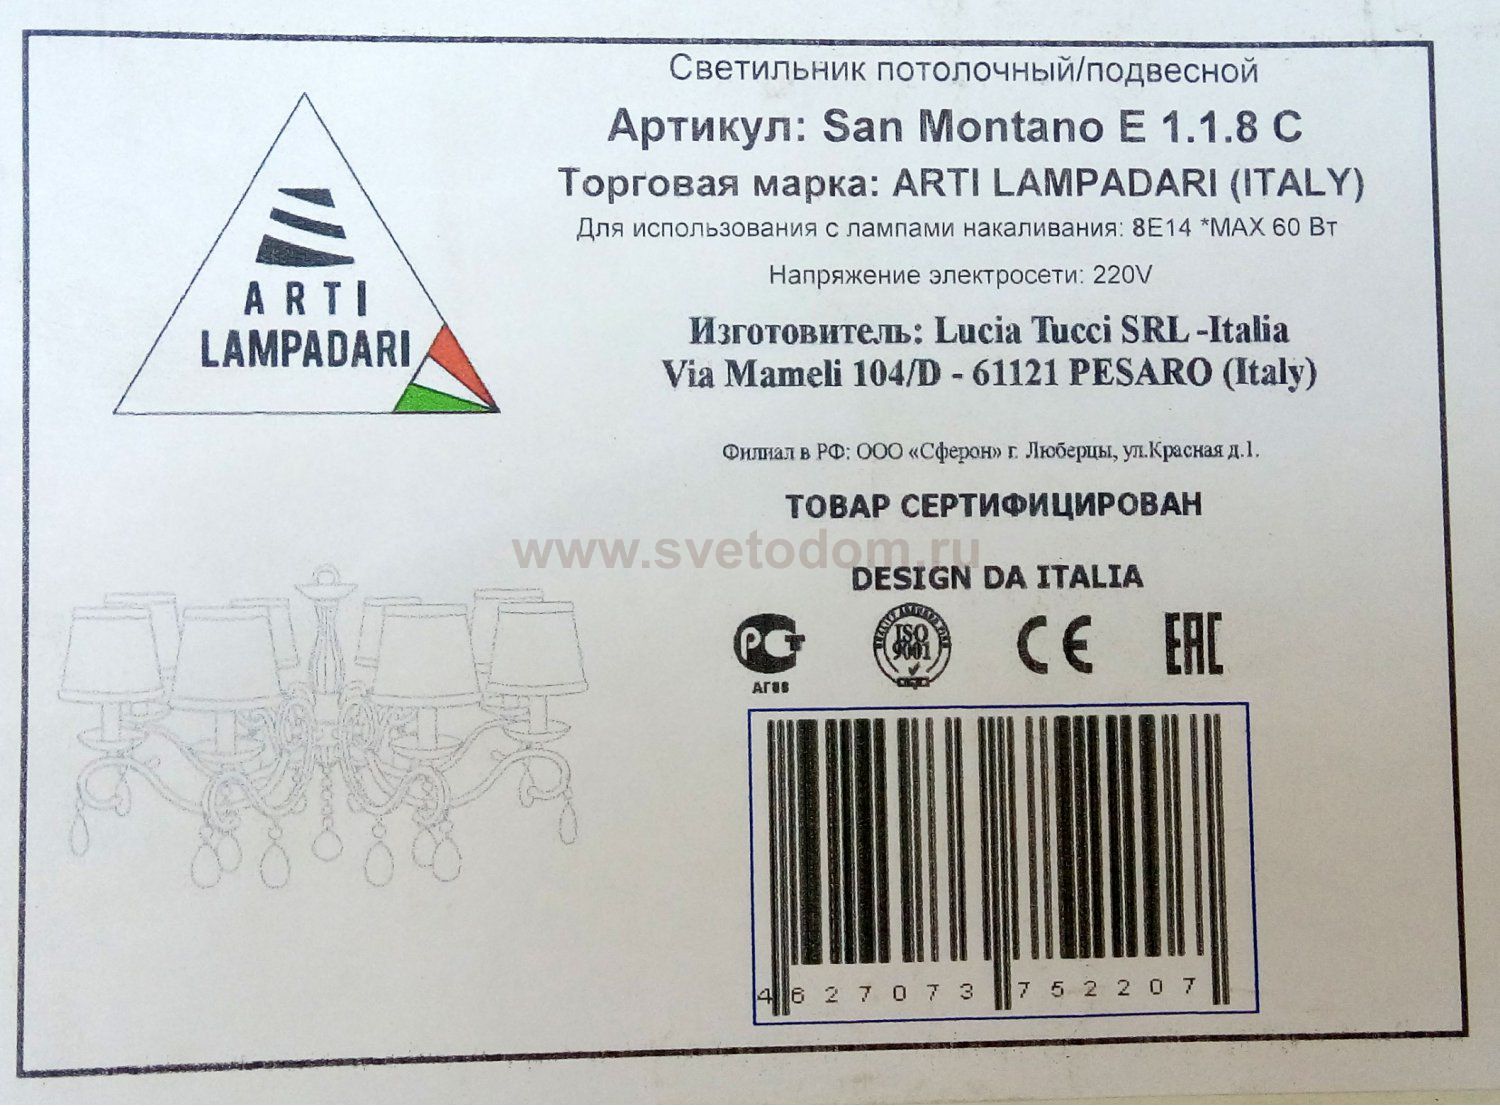 Светильник потолочный/подвесной
Артикул: San Montano E 1.1.8 C
Торговая марка: ARTI LAMPADARI (ITALY)
Для использования с лампами накаливания: 8E14 *MAX 60 Вт
Напряжение электросети: 220V
Изготовитель: Lucia Tucci SRL -Italia
Via Mameli 104/D - 61121 PESARO (Italy)
Филиал в РФ: ООО «Сферон» г. Люберцы, ул.Красная д.1.
ТОВАР СЕРТИФИЦИРОВАН
www.svetodom.ru
DESIGN DA ITALIA
ARTI
LAMPADARI
РСТ
ISO
9001
CE
EAC
4 627073 752207